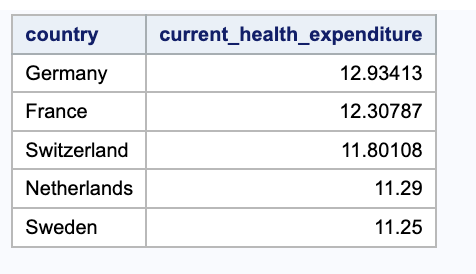 country current_health_expenditure
Germany 12.93413
France 12.30787
Switzerland 11.80108
Netherlands 11.29
Sweden 11.25